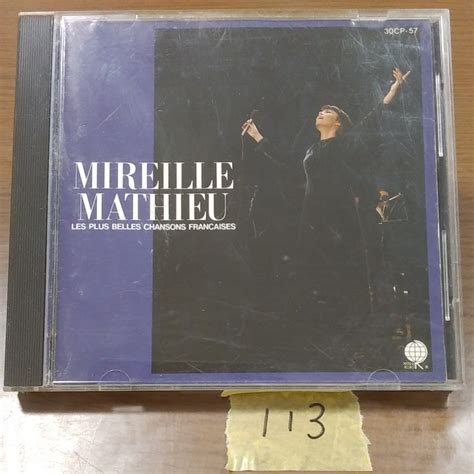 30CP-57
MIREILLE
MATHIEU
LES PLUS BELLES CHANSONS FRANCAISES
113